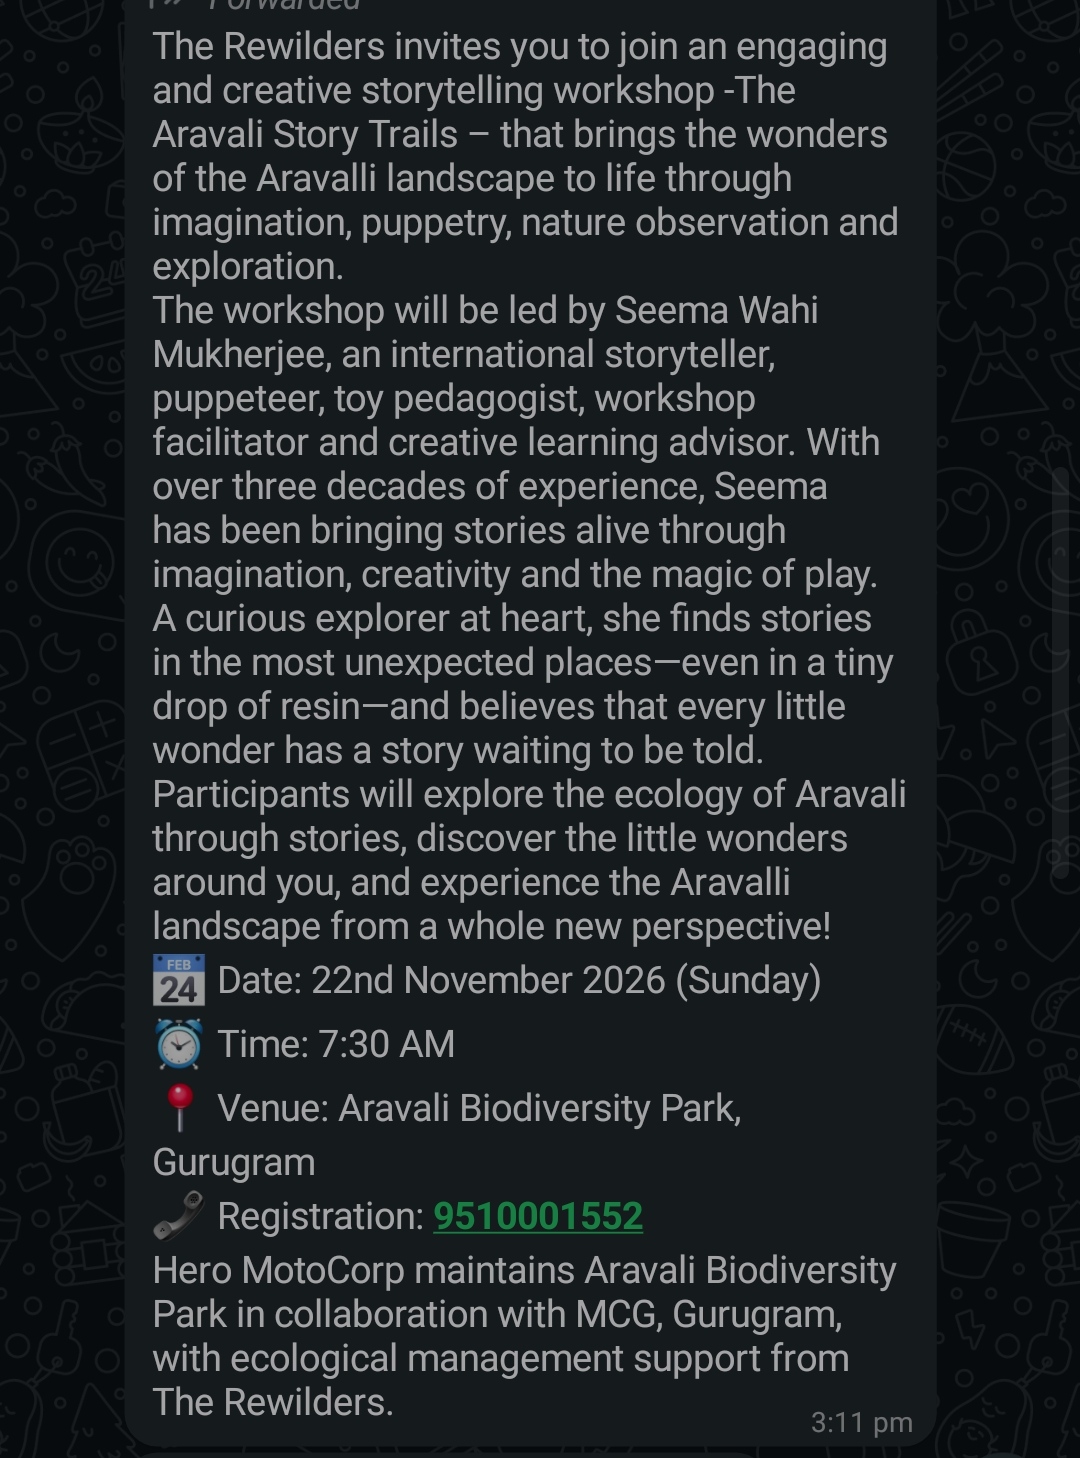 Forwarded
The Rewilders invites you to join an engaging
and creative storytelling workshop -The
Aravali Story Trails – that brings the wonders
of the Aravalli landscape to life through
imagination, puppetry, nature observation and
exploration.
The workshop will be led by Seema Wahi
Mukherjee, an international storyteller,
puppeteer, toy pedagogist, workshop
facilitator and creative learning advisor. With
over three decades of experience, Seema
has been bringing stories alive through
imagination, creativity and the magic of play.
A curious explorer at heart, she finds stories
in the most unexpected places—even in a tiny
drop of resin—and believes that every little
wonder has a story waiting to be told.
Participants will explore the ecology of Aravali
through stories, discover the little wonders
around you, and experience the Aravalli
landscape from a whole new perspective!
📅 Date: 22nd November 2026 (Sunday)
⏰ Time: 7:30 AM
📍 Venue: Aravali Biodiversity Park,
Gurugram
📞 Registration: 9510001552
Hero MotoCorp maintains Aravali Biodiversity
Park in collaboration with MCG, Gurugram,
with ecological management support from
The Rewilders.
3:11 pm